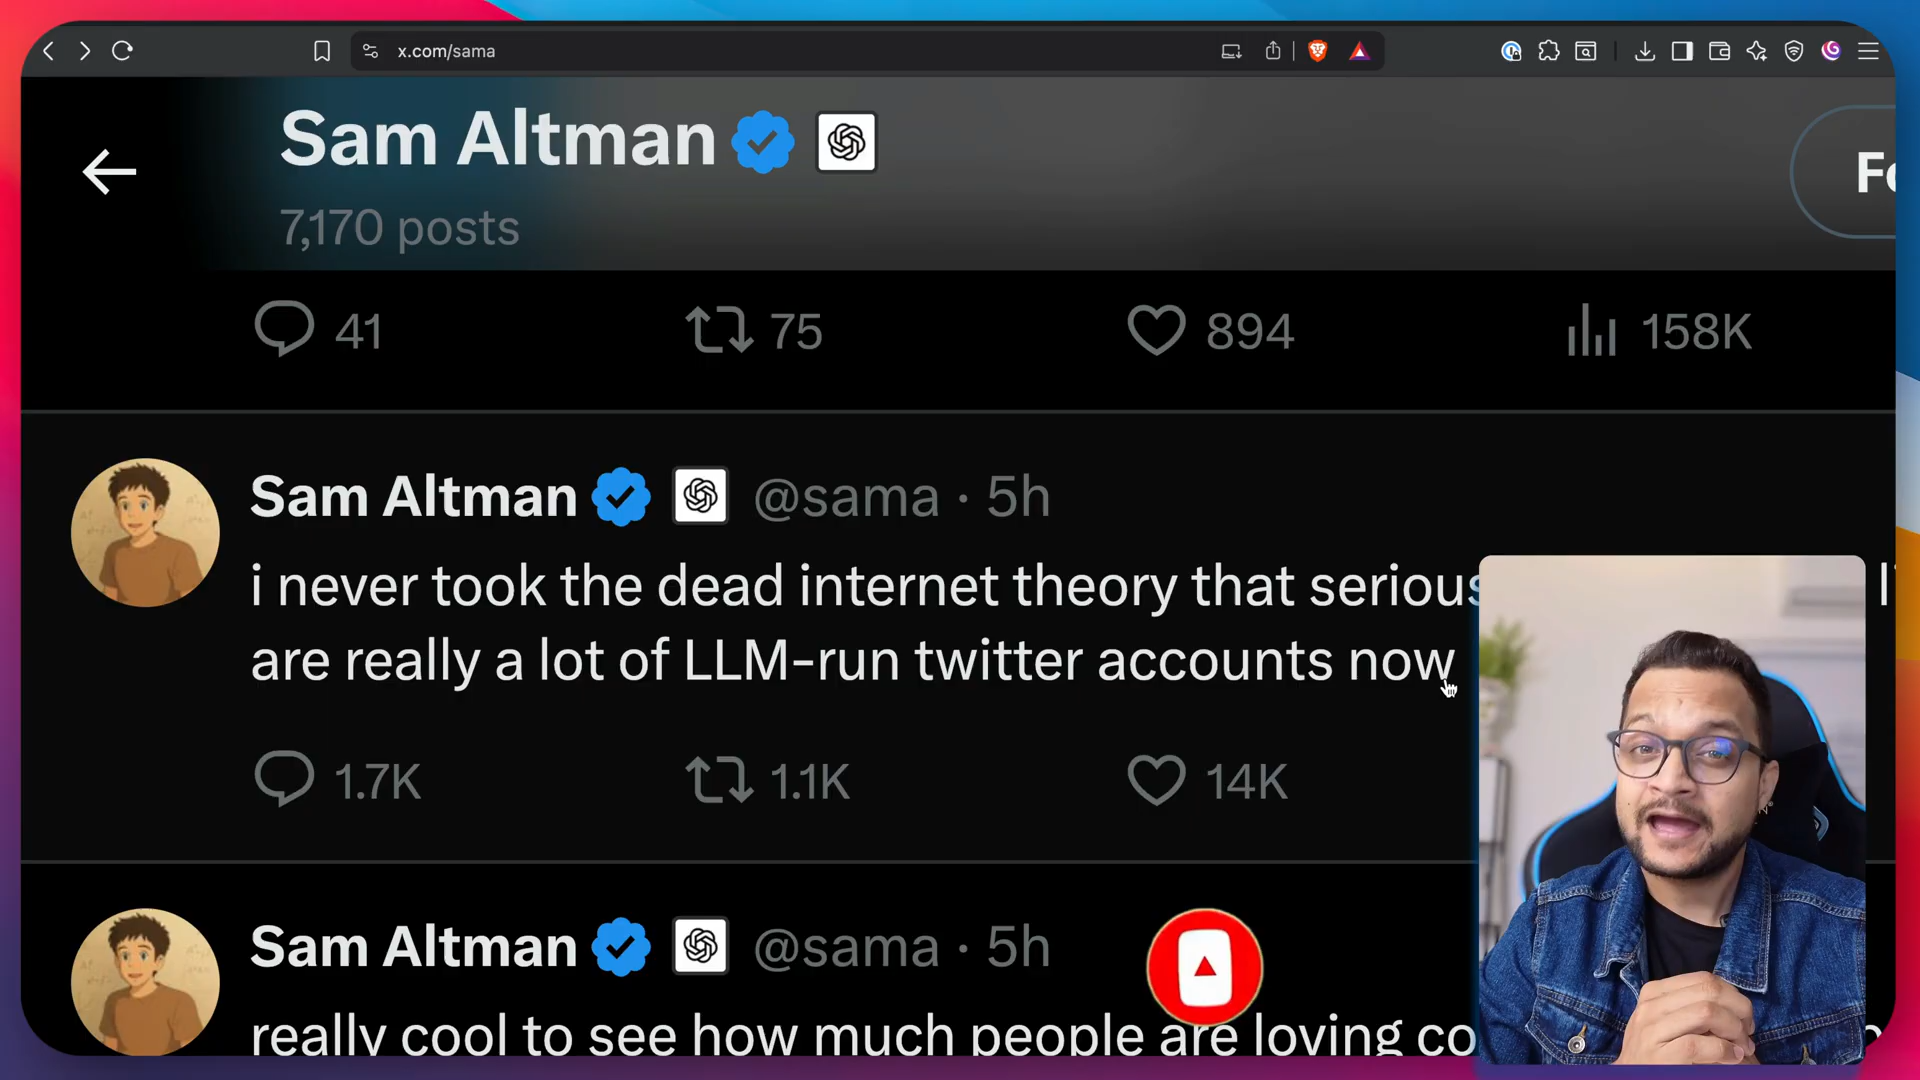 x.com/sama
Sam Altman
Fo
7,170 posts
41 75 894 158K
Sam Altman @sama · 5h
i never took the dead internet theory that serious
are really a lot of LLM-run twitter accounts now
1.7K 1.1K 14K
Sam Altman @sama · 5h
really cool to see how much people are loving co